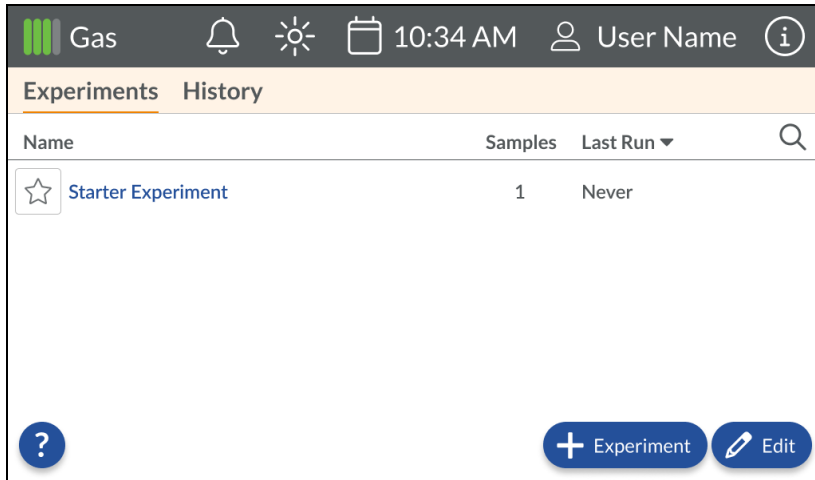 Gas 10:34 AM User Name i
Experiments History
Name Samples Last Run
Starter Experiment 1 Never
? Experiment Edit